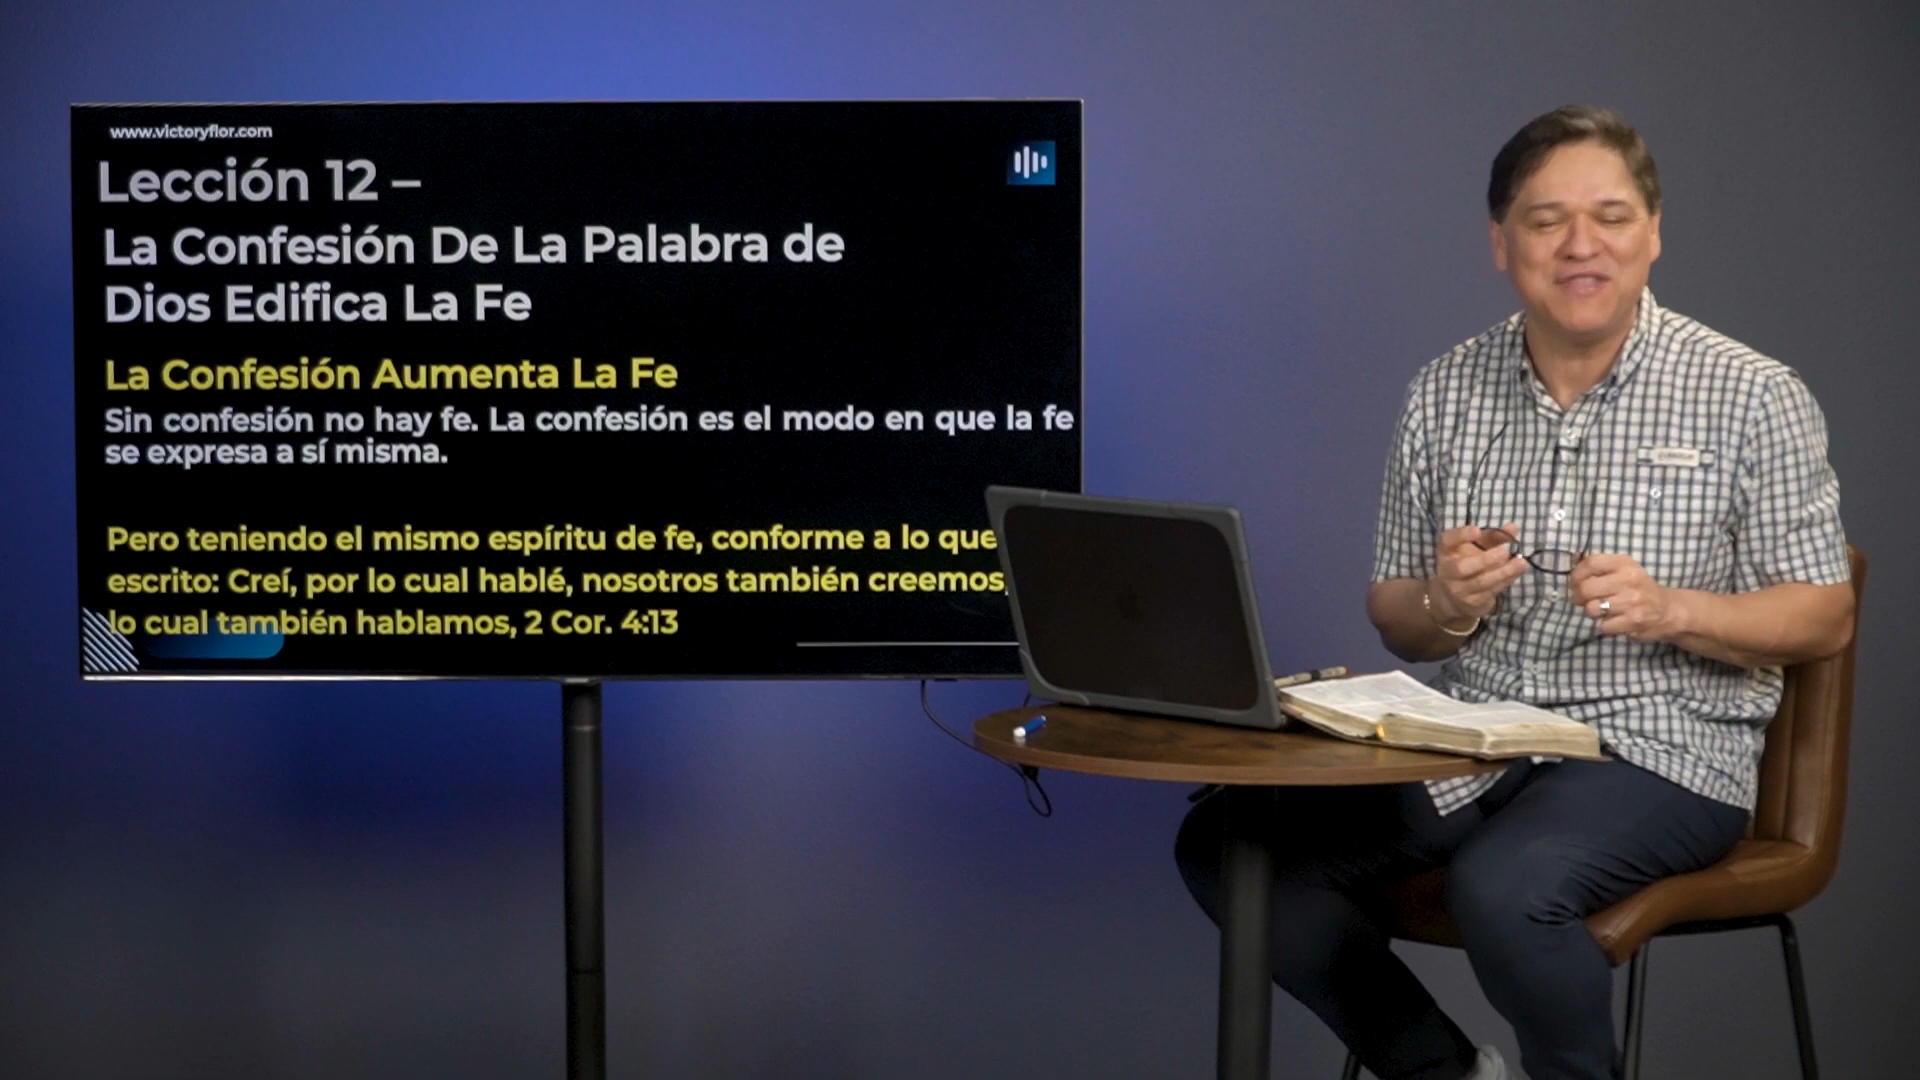 www.victoryflor.com
Lección 12 –
La Confesión De La Palabra de
Dios Edifica La Fe
La Confesión Aumenta La Fe
Sin confesión no hay fe. La confesión es el modo en que la fe
se expresa a sí misma.
Pero teniendo el mismo espíritu de fe, conforme a lo que
escrito: Creí, por lo cual hablé, nosotros también creemos,
lo cual también hablamos, 2 Cor. 4:13